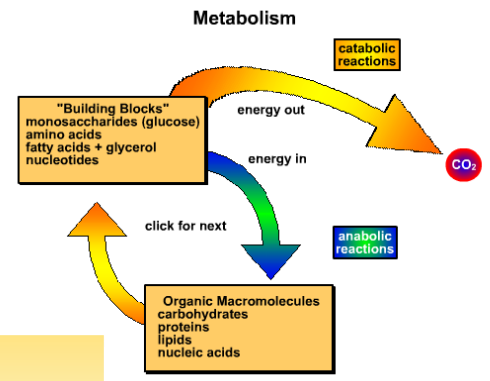 Metabolism
catabolic
reactions
"Building Blocks"
monosaccharides (glucose)
amino acids
fatty acids + glycerol
nucleotides
energy out
energy in
CO₂
click for next
anabolic
reactions
Organic Macromolecules
carbohydrates
proteins
lipids
nucleic acids